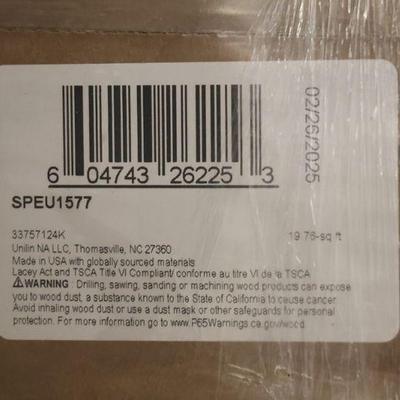 02/26/2025
6 04743 26225 3
SPEU1577
33757124K 19.76-sq ft
Unilin NA LLC, Thomasville, NC 27360
Made in USA with globally sourced materials
Lacey Act and TSCA Title VI Compliant/ conforme au titre VI de la TSCA
⚠WARNING : Drilling, sawing, sanding or machining wood products can expose
you to wood dust, a substance known to the State of California to cause cancer.
Avoid inhaling wood dust or use a dust mask or other safeguards for personal
protection. For more information go to www.P65Warnings.ca.gov/wood.